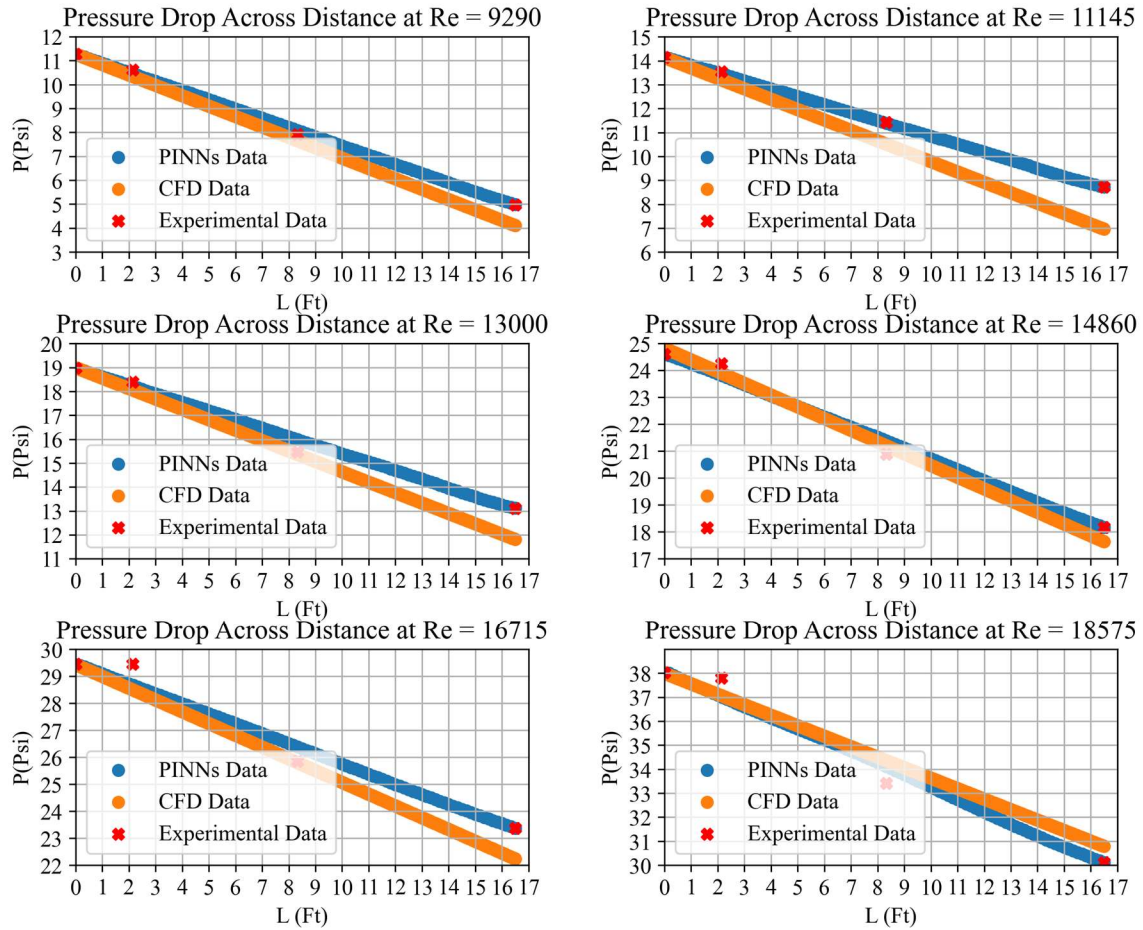 Pressure Drop Across Distance at Re = 9290
12
11
10
9
8
7
6
5
4
3
P(Psi)
PINNs Data
CFD Data
Experimental Data
0 1 2 3 4 5 6 7 8 9 10 11 12 13 14 15 16 17
L (Ft)
Pressure Drop Across Distance at Re = 11145
15
14
13
12
11
10
9
8
7
6
P(Psi)
PINNs Data
CFD Data
Experimental Data
0 1 2 3 4 5 6 7 8 9 10 11 12 13 14 15 16 17
L (Ft)
Pressure Drop Across Distance at Re = 13000
20
19
18
17
16
15
14
13
12
11
P(Psi)
PINNs Data
CFD Data
Experimental Data
0 1 2 3 4 5 6 7 8 9 10 11 12 13 14 15 16 17
L (Ft)
Pressure Drop Across Distance at Re = 14860
25
24
23
22
21
20
19
18
17
P(Psi)
PINNs Data
CFD Data
Experimental Data
0 1 2 3 4 5 6 7 8 9 10 11 12 13 14 15 16 17
L (Ft)
Pressure Drop Across Distance at Re = 16715
30
29
28
27
26
25
24
23
22
P(Psi)
PINNs Data
CFD Data
Experimental Data
0 1 2 3 4 5 6 7 8 9 10 11 12 13 14 15 16 17
L (Ft)
Pressure Drop Across Distance at Re = 18575
38
37
36
35
34
33
32
31
30
P(Psi)
PINNs Data
CFD Data
Experimental Data
0 1 2 3 4 5 6 7 8 9 10 11 12 13 14 15 16 17
L (Ft)